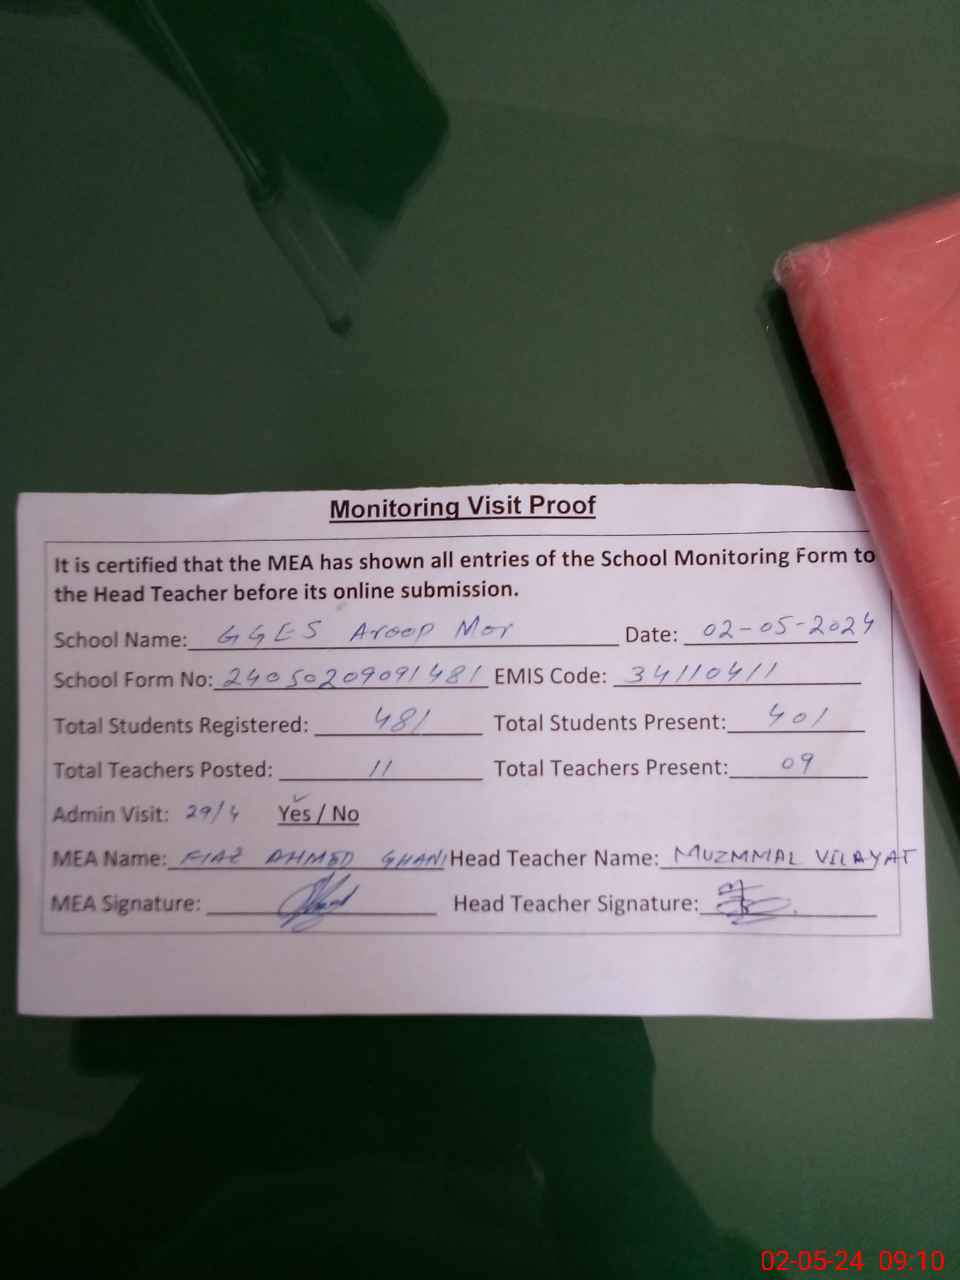 Monitoring Visit Proof
It is certified that the MEA has shown all entries of the School Monitoring Form to
the Head Teacher before its online submission.
School Name: GGES Aroop Mor Date: 02-05-2024
School Form No: 24050209091481 EMIS Code: 34110411
Total Students Registered: 481 Total Students Present: 401
Total Teachers Posted: 11 Total Teachers Present: 09
Admin Visit: 29/4 Yes / No
MEA Name: FIAZ AHMED GHANI Head Teacher Name: MUZMMAL VILAYAT
MEA Signature: Head Teacher Signature:
02-05-24 09:10